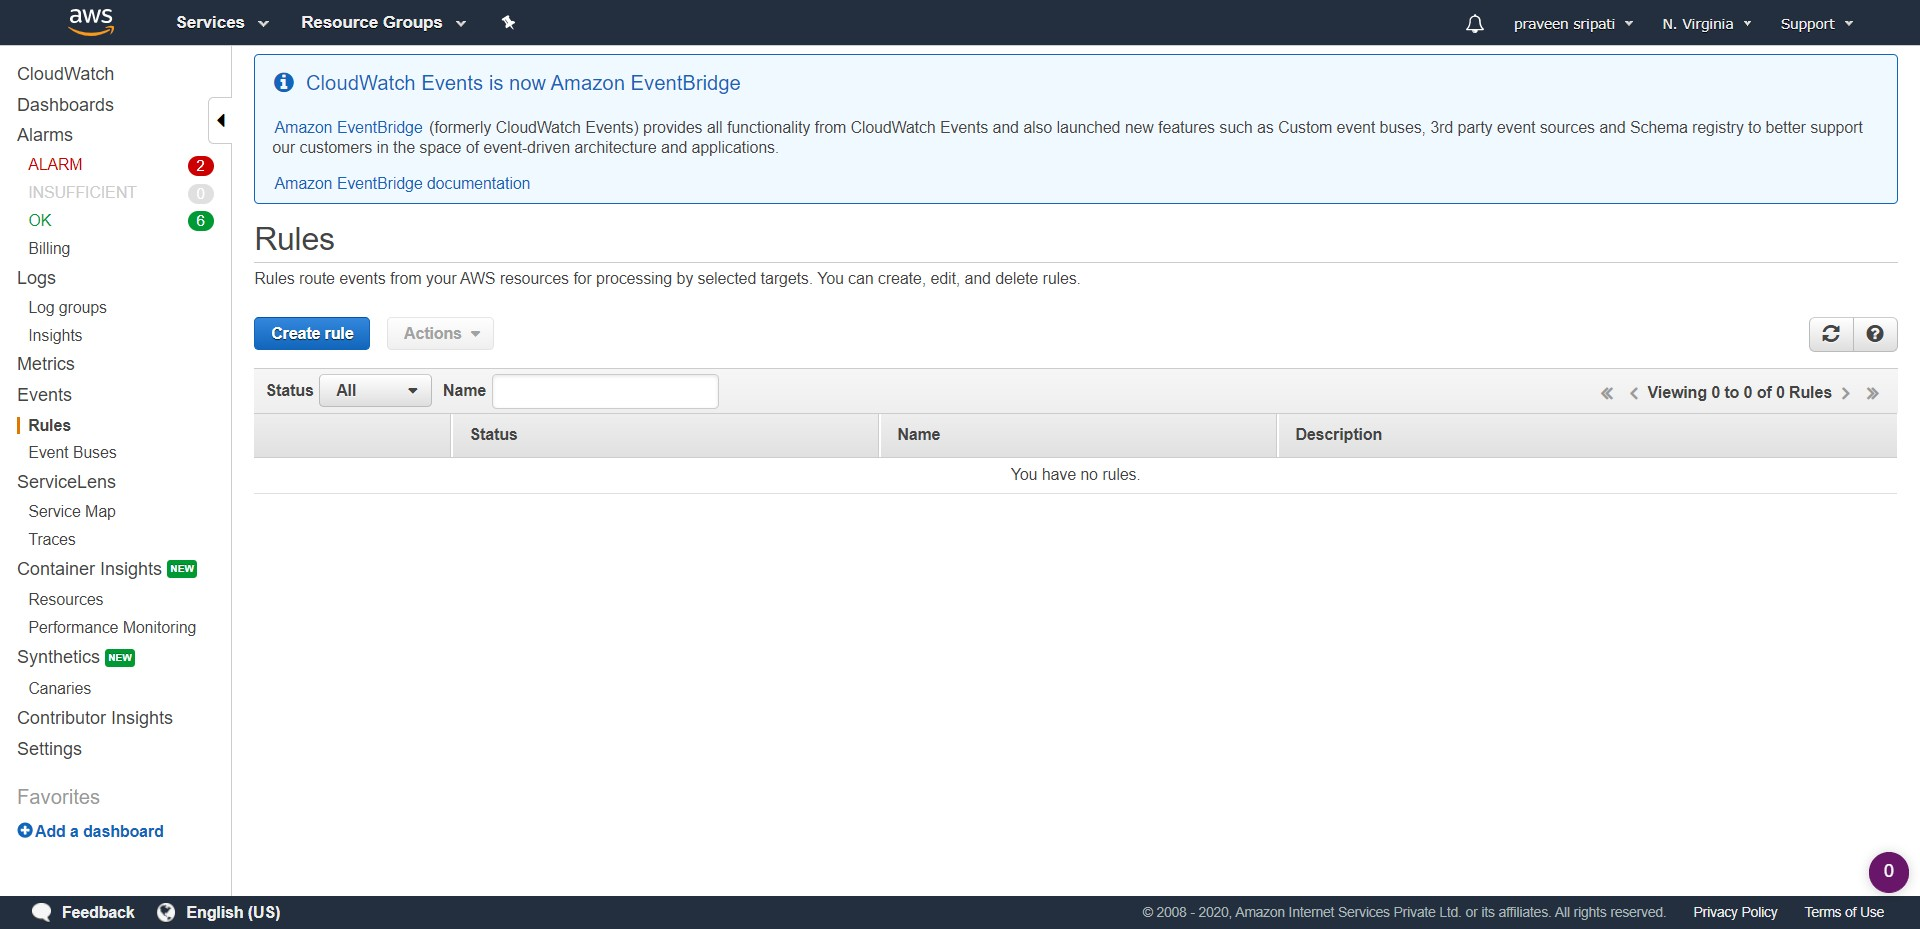 aws
Services
Resource Groups
praveen sripati
N. Virginia
Support
CloudWatch
Dashboards
Alarms
ALARM 2
INSUFFICIENT 0
OK 6
Billing
Logs
Log groups
Insights
Metrics
Events
Rules
Event Buses
ServiceLens
Service Map
Traces
Container Insights NEW
Resources
Performance Monitoring
Synthetics NEW
Canaries
Contributor Insights
Settings
Favorites
Add a dashboard
CloudWatch Events is now Amazon EventBridge
Amazon EventBridge (formerly CloudWatch Events) provides all functionality from CloudWatch Events and also launched new features such as Custom event buses, 3rd party event sources and Schema registry to better support
our customers in the space of event-driven architecture and applications.
Amazon EventBridge documentation
Rules
Rules route events from your AWS resources for processing by selected targets. You can create, edit, and delete rules.
Create rule
Actions
Status All Name
« < Viewing 0 to 0 of 0 Rules > »
Status Name Description
You have no rules.
0
Feedback
English (US)
© 2008 - 2020, Amazon Internet Services Private Ltd. or its affiliates. All rights reserved.
Privacy Policy
Terms of Use